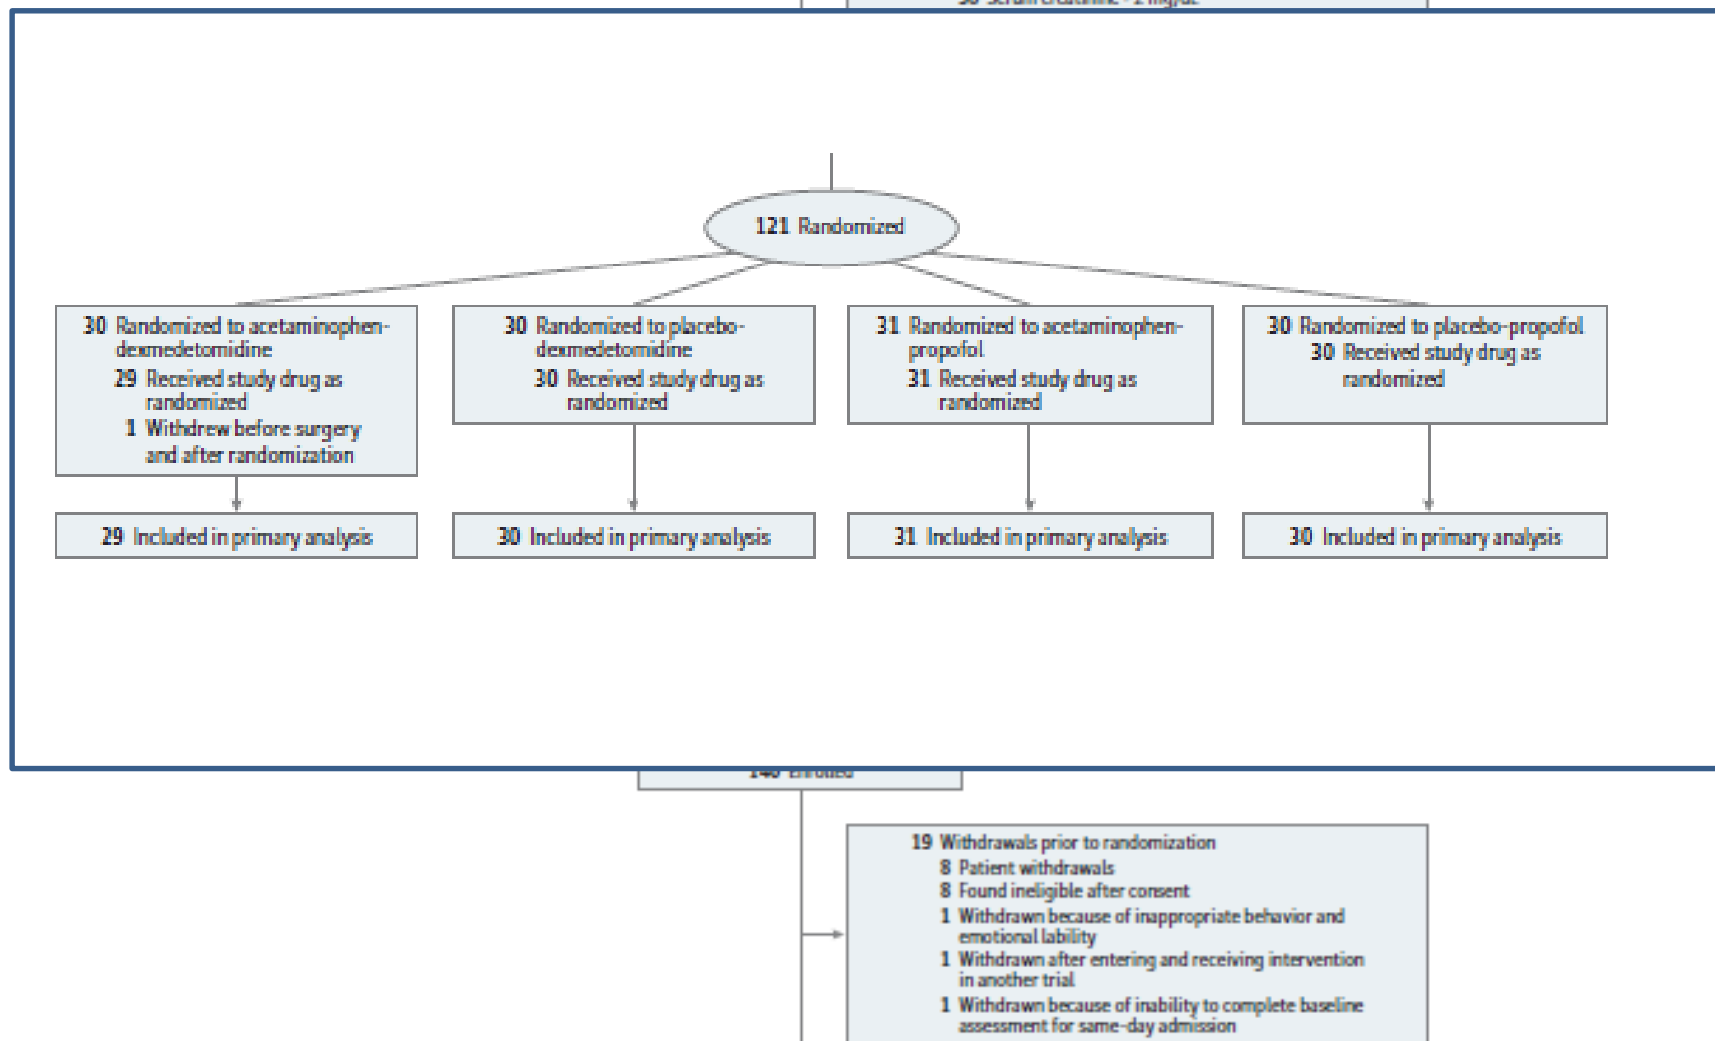 121 Randomized
30 Randomized to acetaminophen-
dexmedetomidine
29 Received study drug as
randomized
1 Withdrew before surgery
and after randomization
30 Randomized to placebo-
dexmedetomidine
30 Received study drug as
randomized
31 Randomized to acetaminophen-
propofol
31 Received study drug as
randomized
30 Randomized to placebo-propofol
30 Received study drug as
randomized
29 Included in primary analysis
30 Included in primary analysis
31 Included in primary analysis
30 Included in primary analysis
140 Enrolled
19 Withdrawals prior to randomization
8 Patient withdrawals
8 Found ineligible after consent
1 Withdrawn because of inappropriate behavior and
emotional lability
1 Withdrawn after entering and receiving intervention
in another trial
1 Withdrawn because of inability to complete baseline
assessment for same-day admission